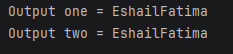 Output one = EshailFatima
Output two = EshailFatima